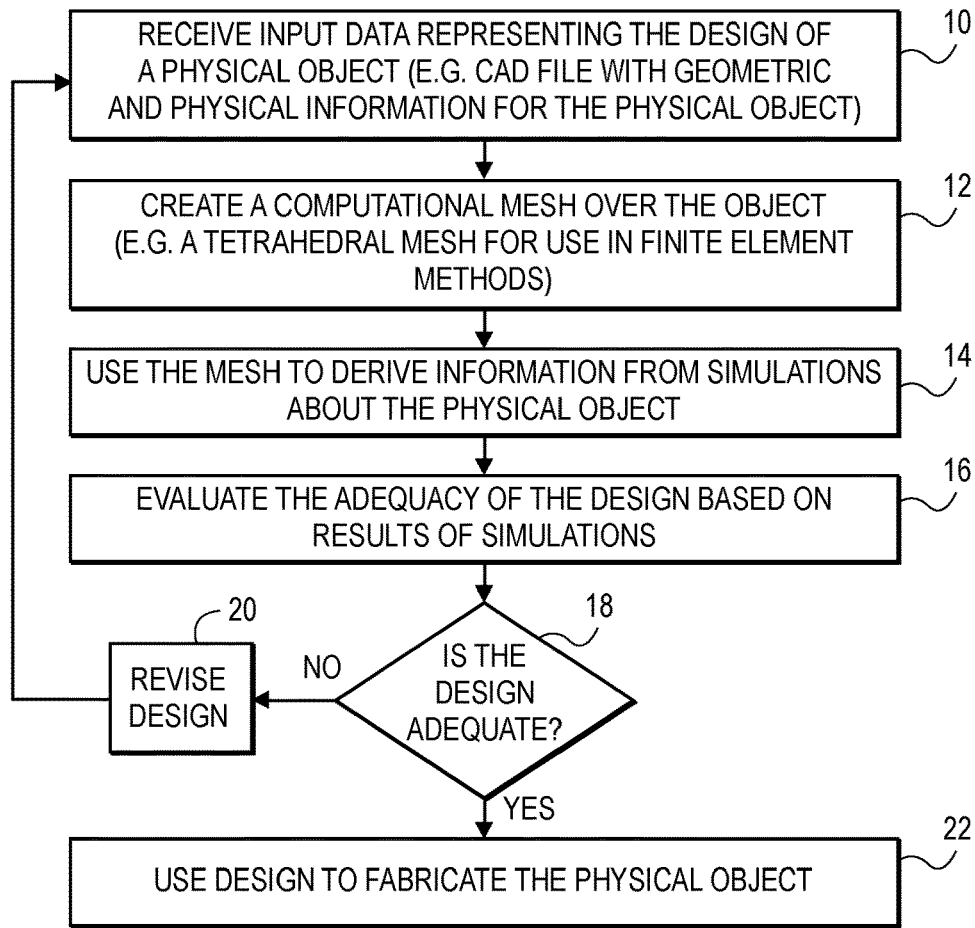 RECEIVE INPUT DATA REPRESENTING THE DESIGN OF
A PHYSICAL OBJECT (E.G. CAD FILE WITH GEOMETRIC
AND PHYSICAL INFORMATION FOR THE PHYSICAL OBJECT)
10
CREATE A COMPUTATIONAL MESH OVER THE OBJECT
(E.G. A TETRAHEDRAL MESH FOR USE IN FINITE ELEMENT
METHODS)
12
USE THE MESH TO DERIVE INFORMATION FROM SIMULATIONS
ABOUT THE PHYSICAL OBJECT
14
EVALUATE THE ADEQUACY OF THE DESIGN BASED ON
RESULTS OF SIMULATIONS
16
IS THE
DESIGN
ADEQUATE?
18
NO
REVISE
DESIGN
20
YES
USE DESIGN TO FABRICATE THE PHYSICAL OBJECT
22